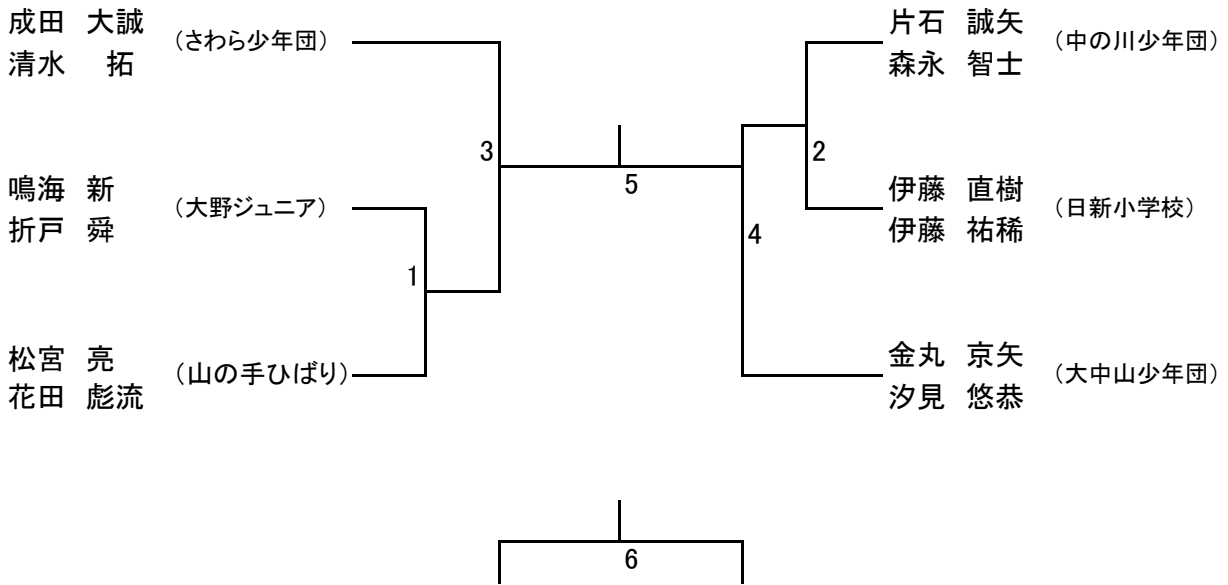 成田 大誠
清水 拓
(さわら少年団)
鳴海 新
折戸 舜
(大野ジュニア)
松宮 亮
花田 彪流
(山の手ひばり)
1
3
5
片石 誠矢
森永 智士
(中の川少年団)
2
伊藤 直樹
伊藤 祐稀
(日新小学校)
4
金丸 京矢
汐見 悠恭
(大中山少年団)
6